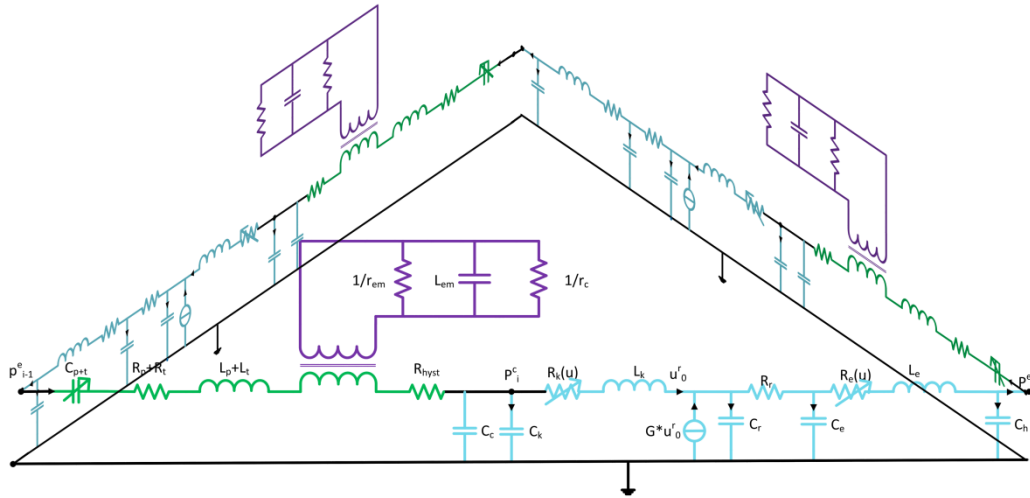 1/r_em
L_em
1/r_c
p^e_i-1
C_p+t
R_p+R_t
L_p+L_t
R_hyst
P^c_i
R_k(u)
L_k
u^r_0
R_r
R_e(u)
L_e
P^e
C_c
C_k
G*u^r_0
C_r
C_e
C_h